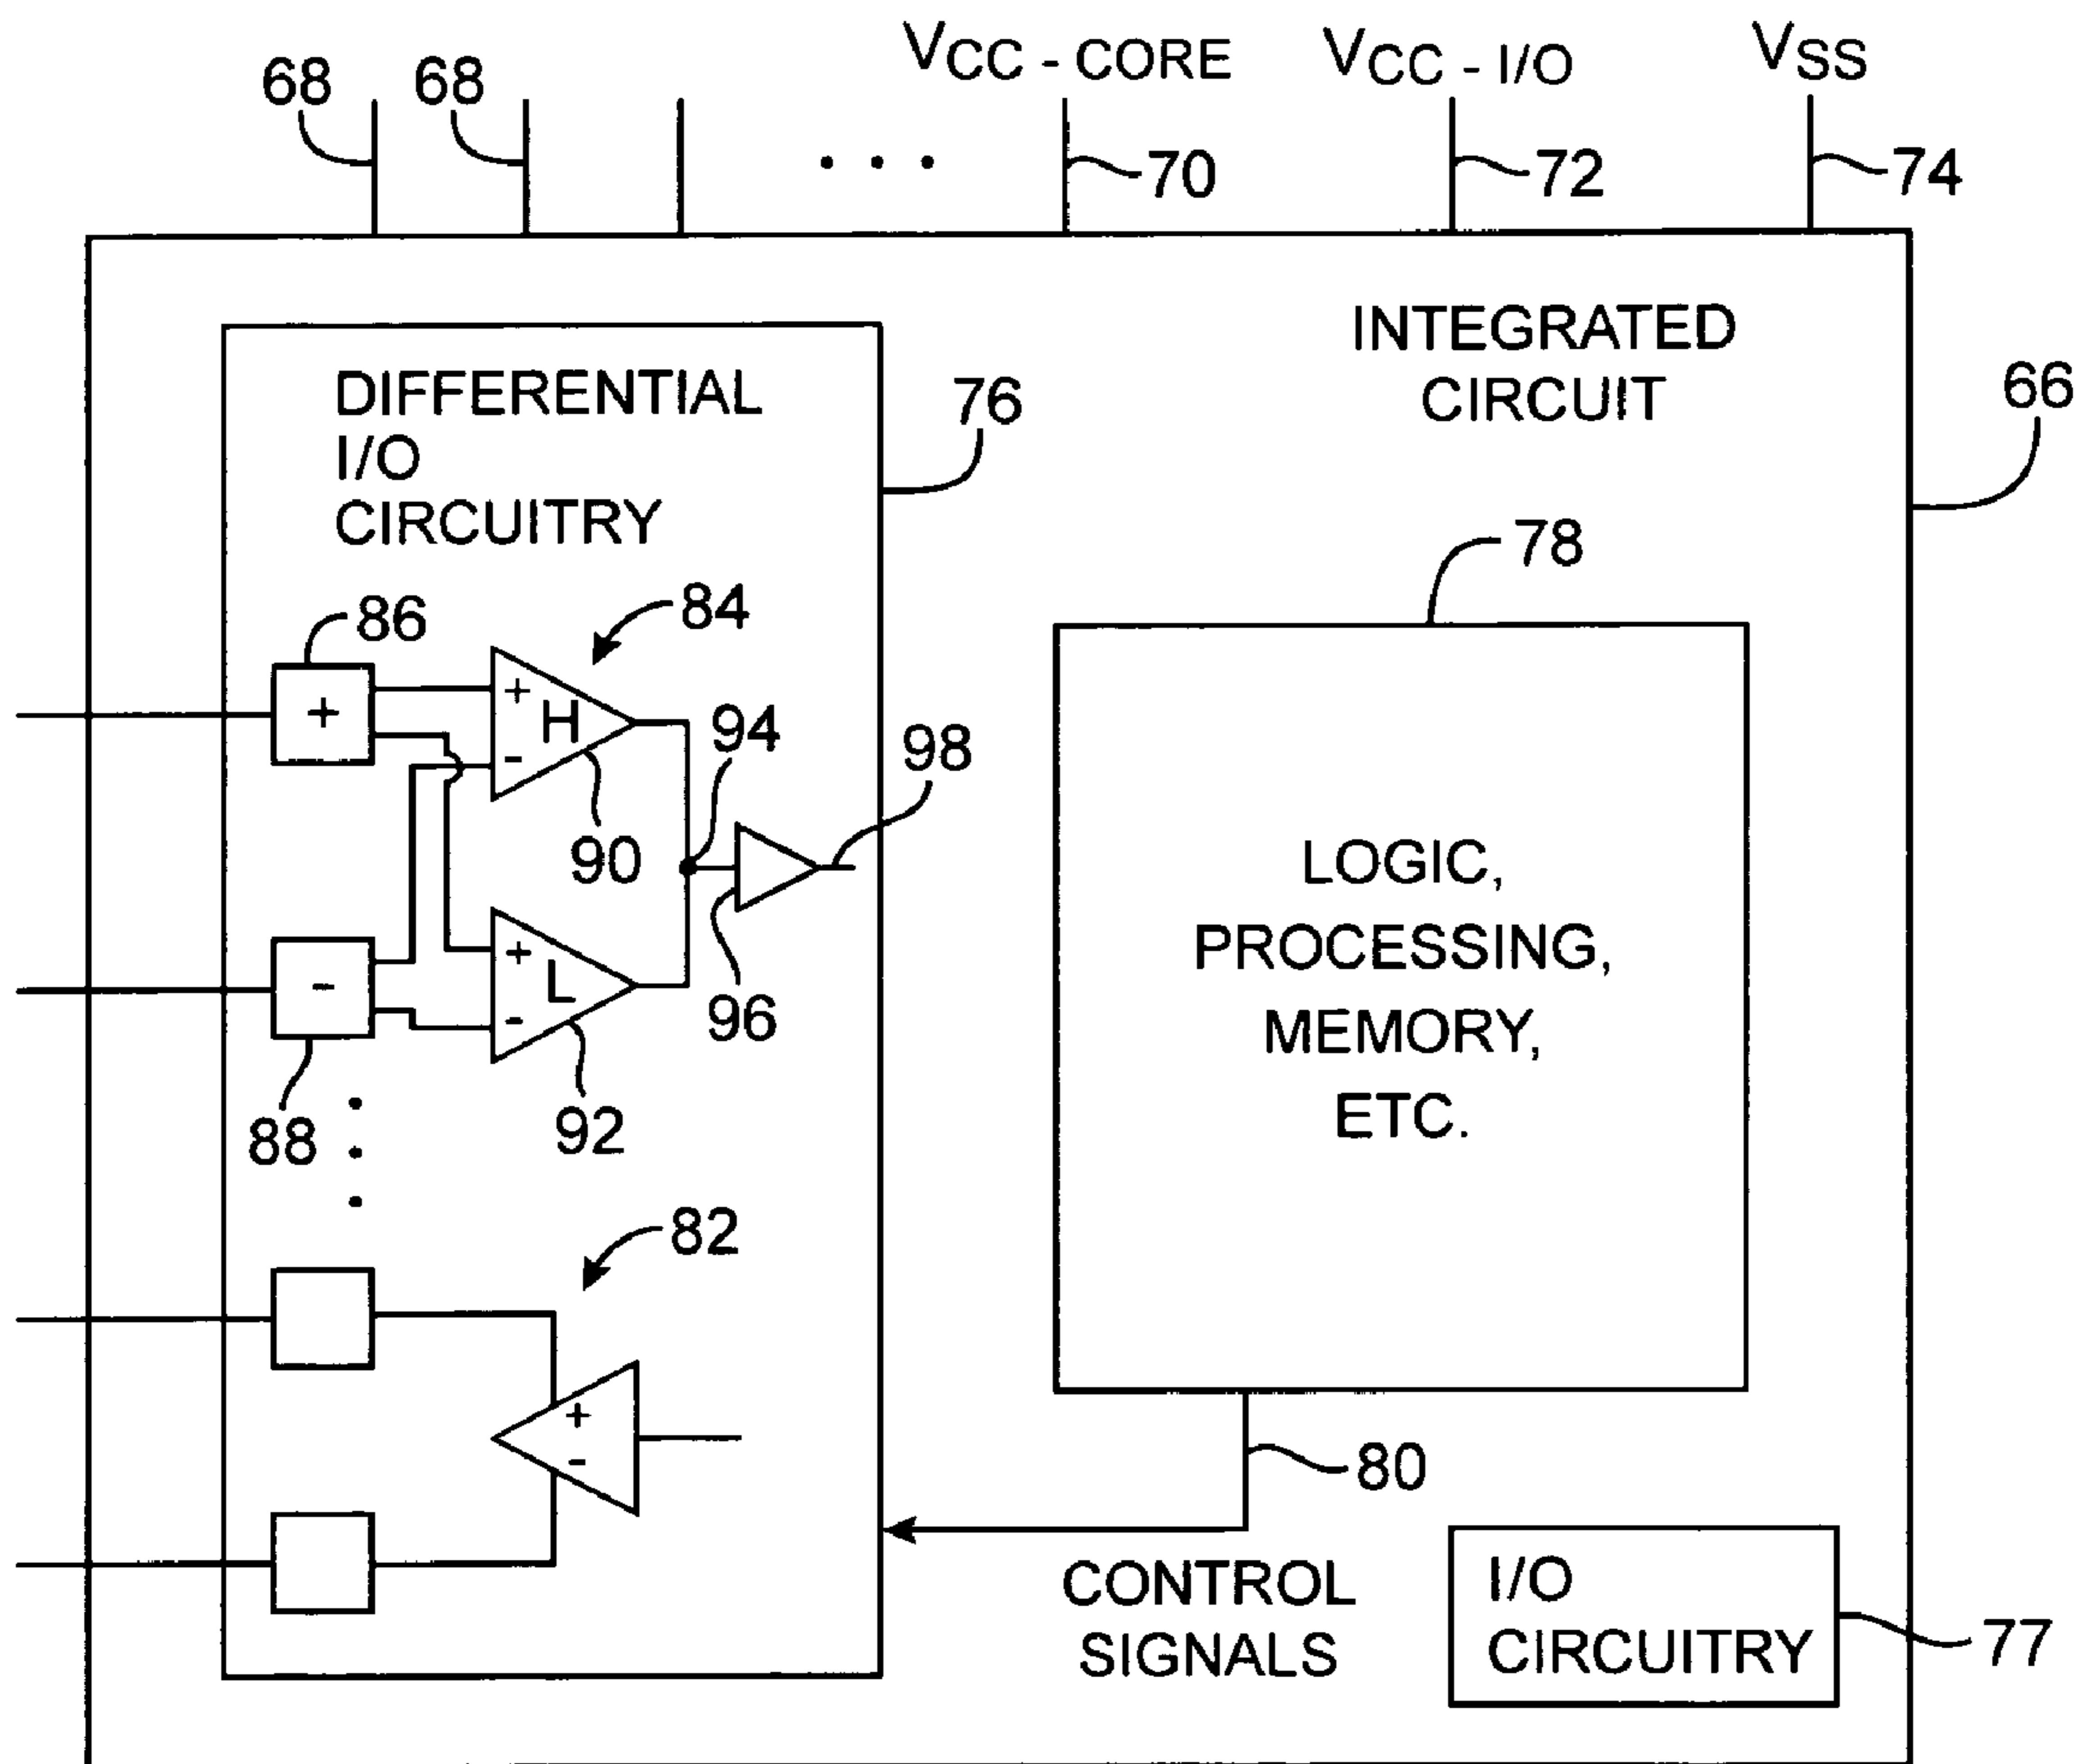 68
68
VCC - CORE
VCC - I/O
VSS
70
72
74
INTEGRATED
CIRCUIT
66
DIFFERENTIAL
I/O
CIRCUITRY
76
78
86
84
+
+
H
-
94
98
90
LOGIC,
PROCESSING,
MEMORY,
ETC.
-
+
L
-
96
88
92
82
+
-
80
CONTROL
SIGNALS
I/O
CIRCUITRY
77